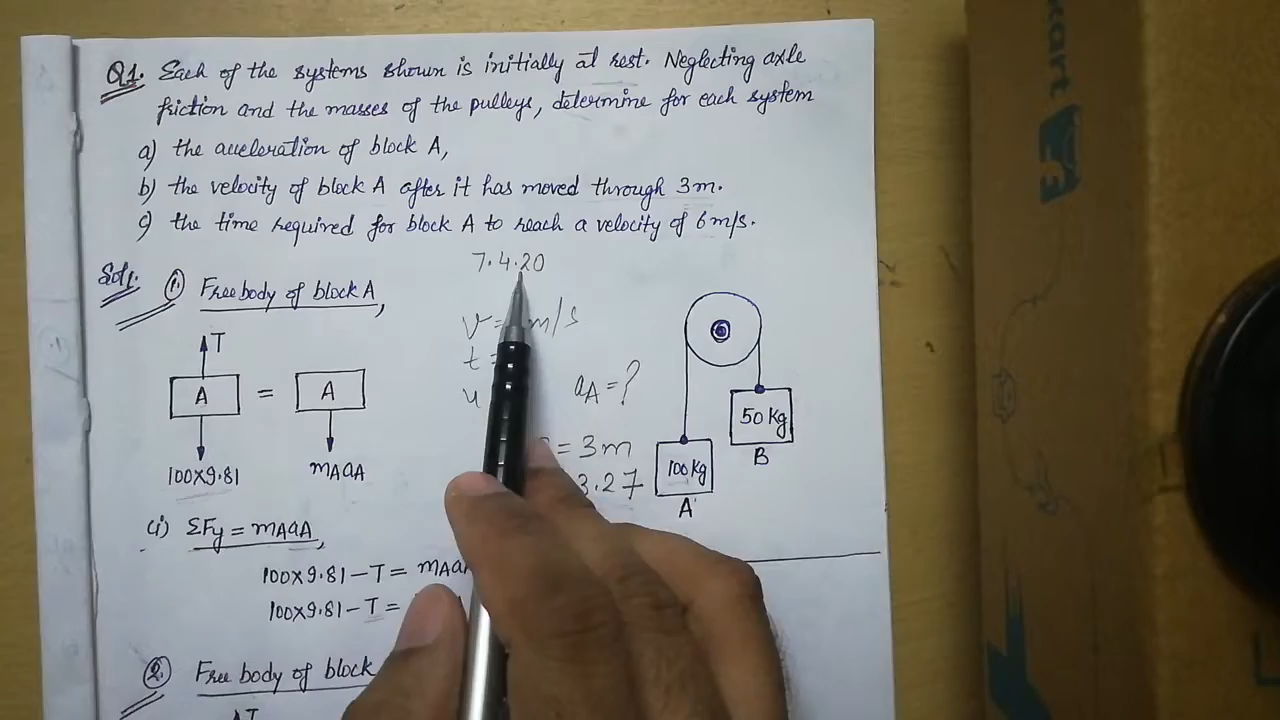 Q1. Each of the systems shown is initially at rest. Neglecting axle
friction and the masses of the pulleys, determine for each system
a) the acceleration of block A,
b) the velocity of block A after it has moved through 3m.
c) the time required for block A to reach a velocity of 6m/s.
7.4.20
Sol.
1. Free body of block A,
T
A = A
100×9.81
mAaA
v= m/s
t=
u
aA=?
=3m
3.27
50 Kg
B
100 Kg
A
(i) ΣFy = mAaA,
100×9.81-T = mAa
100×9.81-T =
2. Free body of block
T
kart